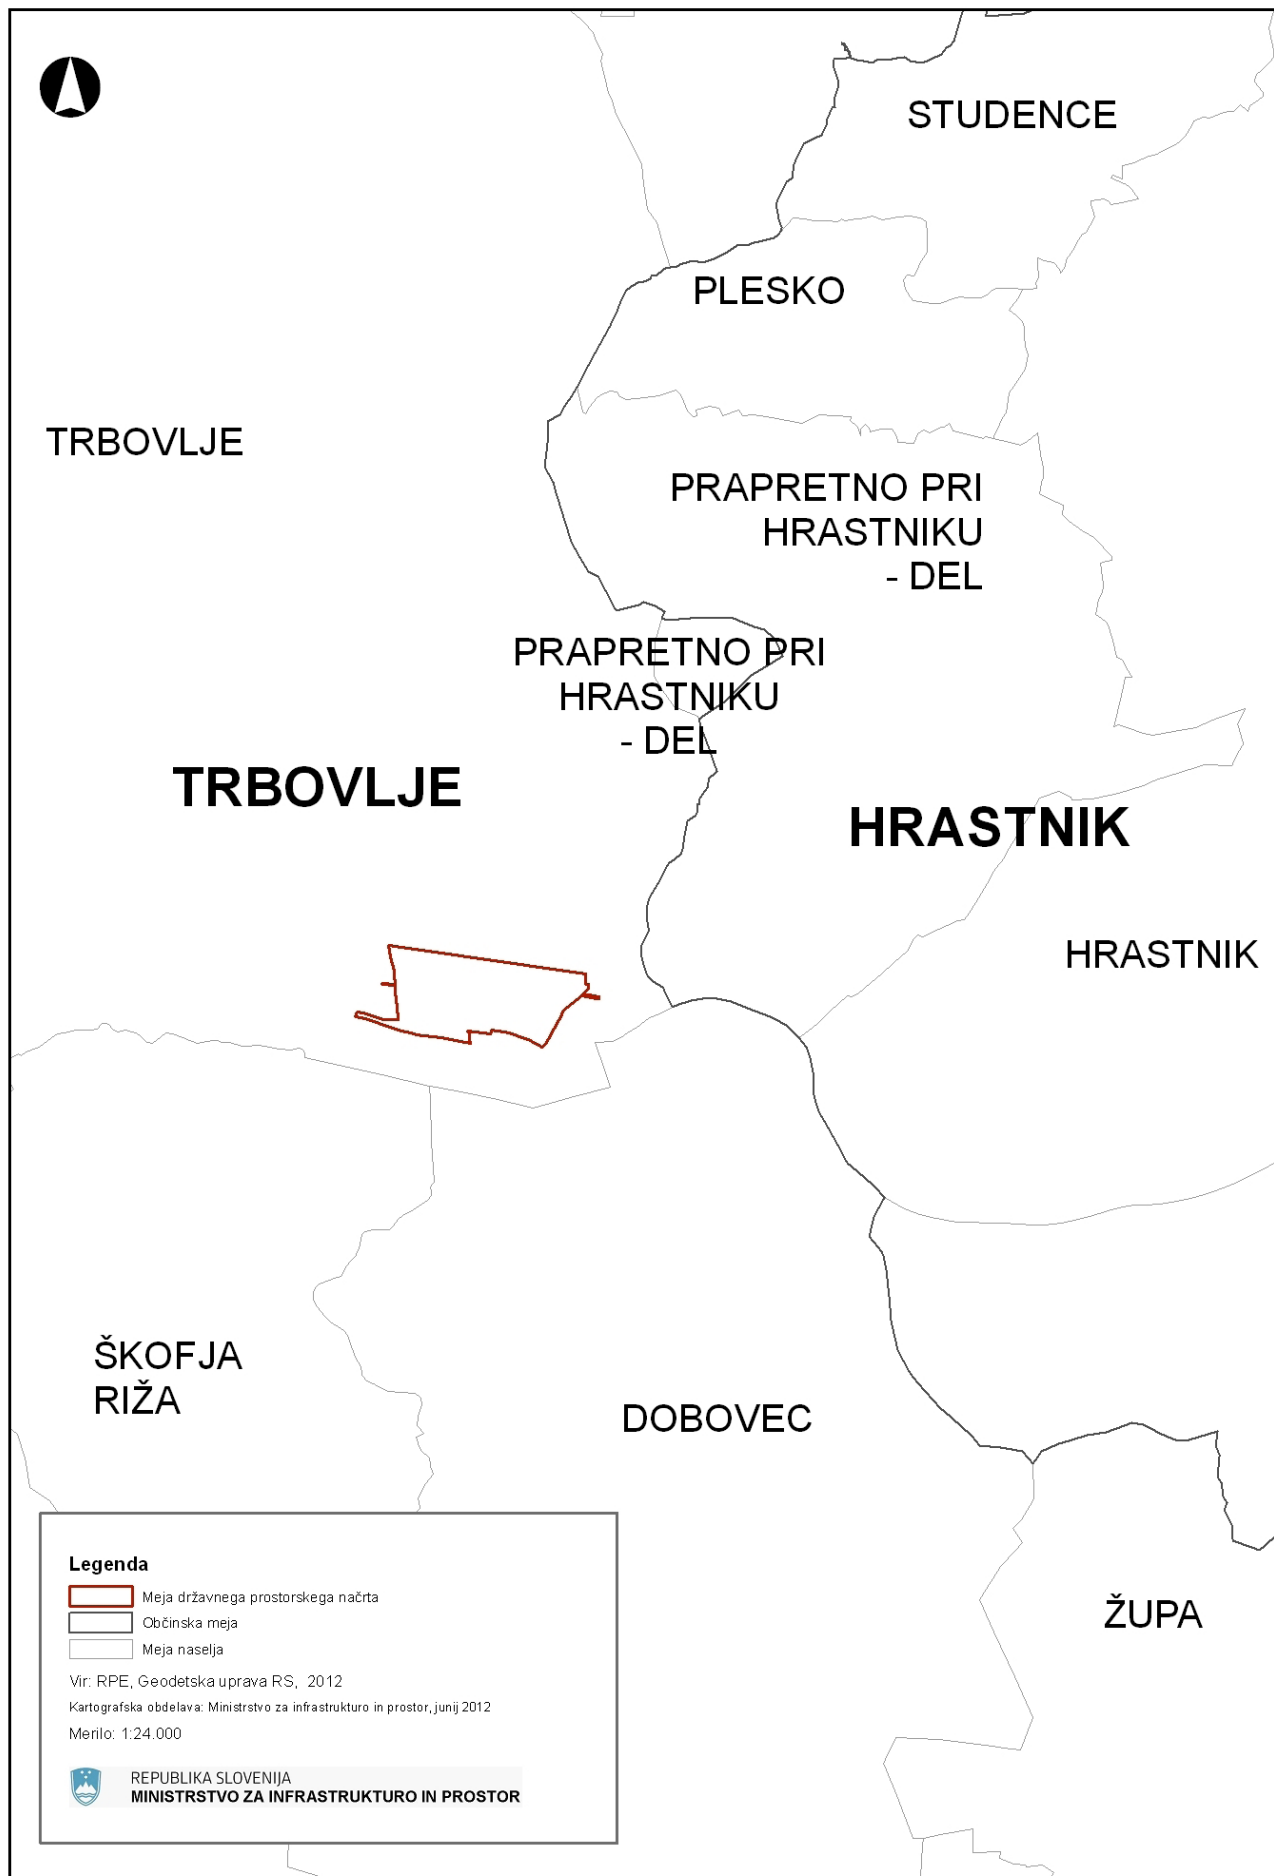 STUDENCE
PLESKO
TRBOVLJE
PRAPRETNO PRI
HRASTNIKU
- DEL
PRAPRETNO PRI
HRASTNIKU
- DEL
TRBOVLJE
HRASTNIK
HRASTNIK
ŠKOFJA
RIŽA
DOBOVEC
ŽUPA
Legenda
Meja državnega prostorskega načrta
Občinska meja
Meja naselja
Vir: RPE, Geodetska uprava RS, 2012
Kartografska obdelava: Ministrstvo za infrastrukturo in prostor, junij 2012
Merilo: 1:24.000
REPUBLIKA SLOVENIJA
MINISTRSTVO ZA INFRASTRUKTURO IN PROSTOR